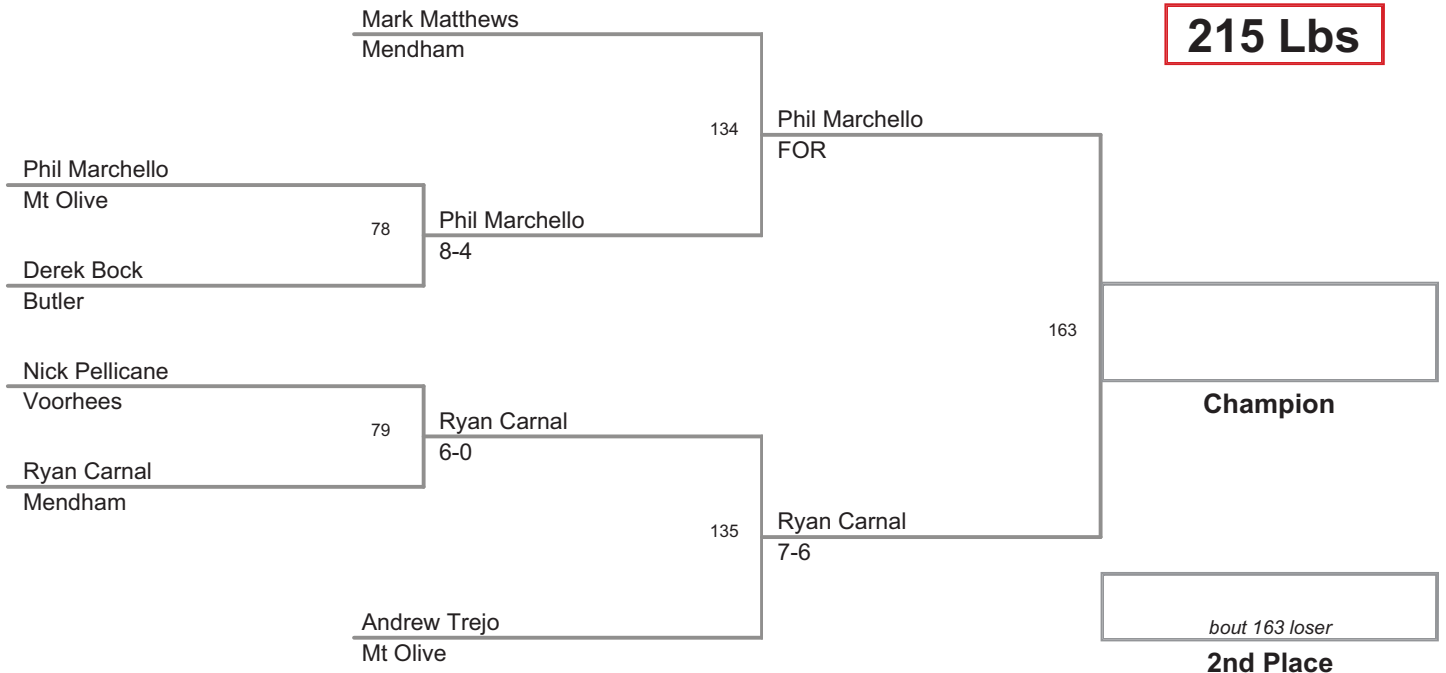 Mark Matthews
Mendham
215 Lbs
134
Phil Marchello
FOR
Phil Marchello
Mt Olive
78
Phil Marchello
8-4
Derek Bock
Butler
163
Nick Pellicane
Voorhees
Champion
79
Ryan Carnal
6-0
Ryan Carnal
Mendham
135
Ryan Carnal
7-6
Andrew Trejo
Mt Olive
bout 163 loser
2nd Place